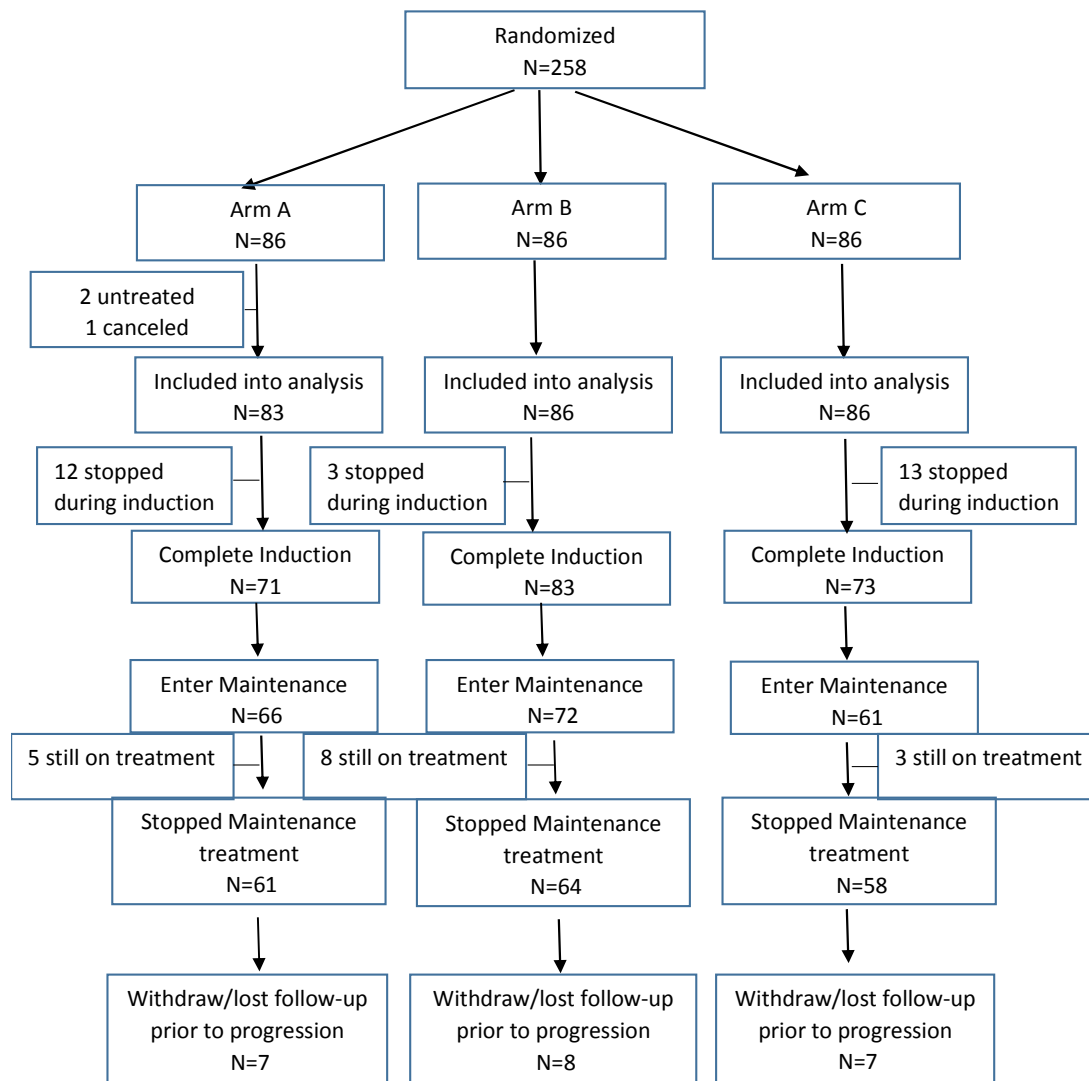 Randomized
N=258
Arm A
N=86
Arm B
N=86
Arm C
N=86
2 untreated
1 canceled
Included into analysis
N=83
Included into analysis
N=86
Included into analysis
N=86
12 stopped
during induction
3 stopped
during induction
13 stopped
during induction
Complete Induction
N=71
Complete Induction
N=83
Complete Induction
N=73
Enter Maintenance
N=66
Enter Maintenance
N=72
Enter Maintenance
N=61
5 still on treatment
8 still on treatment
3 still on treatment
Stopped Maintenance
treatment
N=61
Stopped Maintenance
treatment
N=64
Stopped Maintenance
treatment
N=58
Withdraw/lost follow-up
prior to progression
N=7
Withdraw/lost follow-up
prior to progression
N=8
Withdraw/lost follow-up
prior to progression
N=7